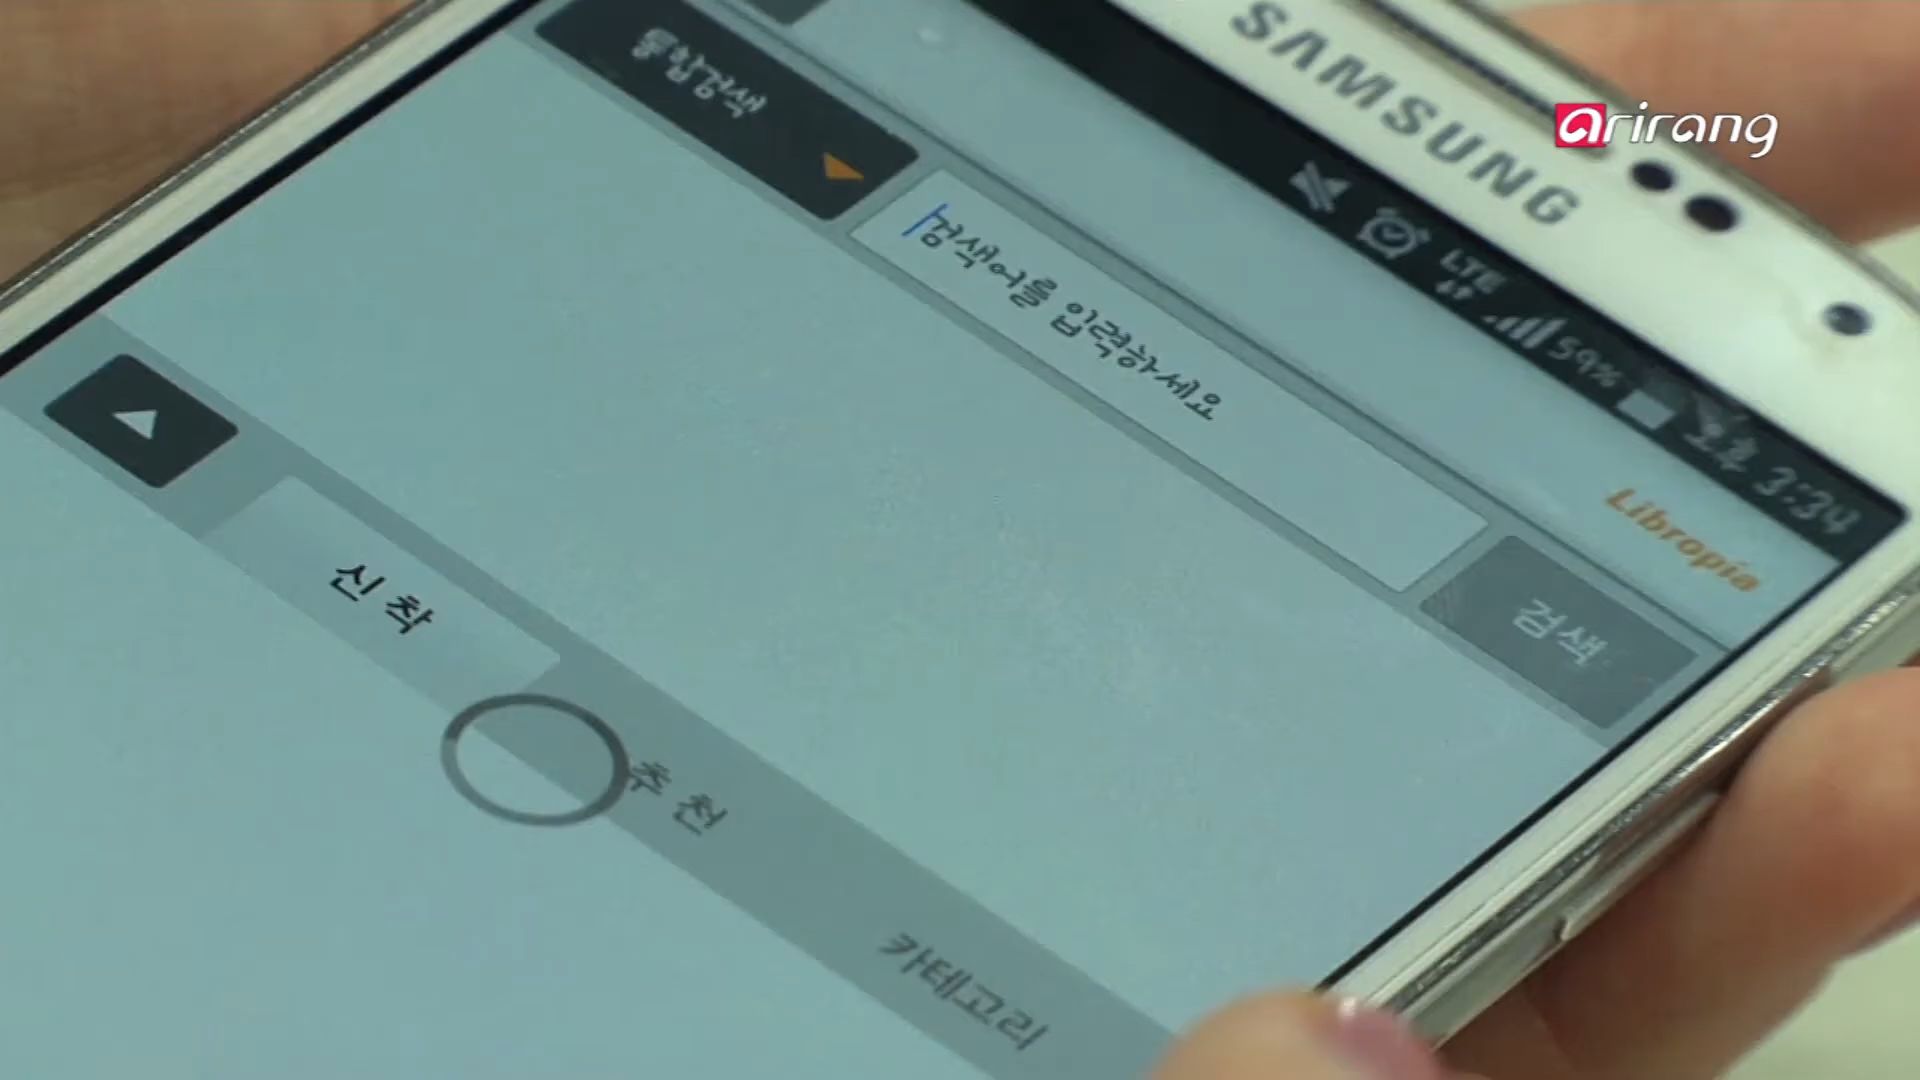 SAMSUNG
arirang
LTE
59%
오후 3:34
Libropia
통합검색
검색어를 입력하세요
검색
신착
추천
카테고리